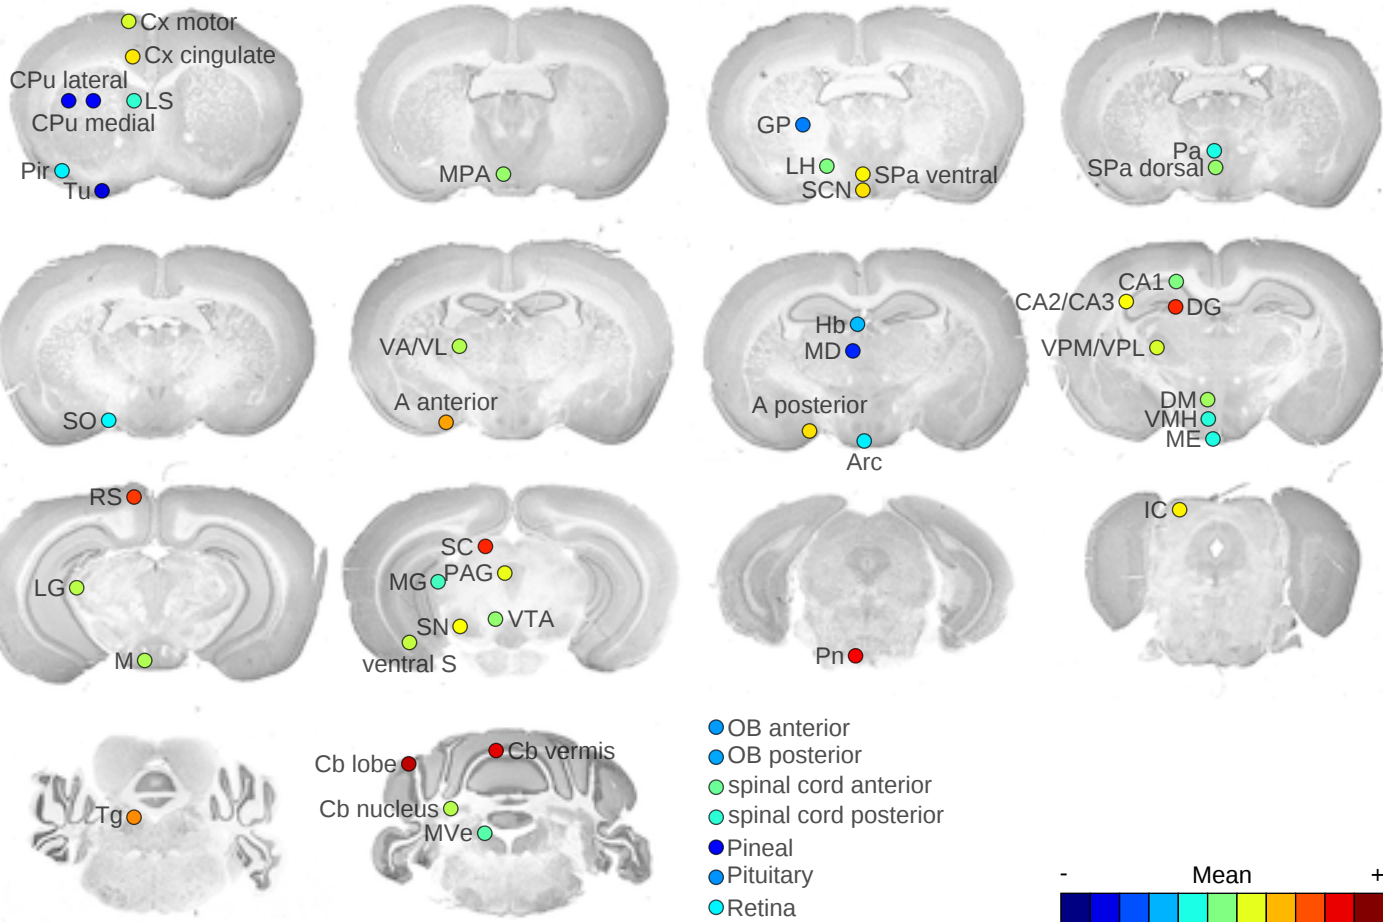 Cx motor
Cx cingulate
CPu lateral
LS
CPu medial
Pir
Tu
MPA
GP
LH
SPa ventral
SCN
Pa
SPa dorsal
SO
VA/VL
A anterior
Hb
MD
A posterior
Arc
CA1
CA2/CA3
DG
VPM/VPL
DM
VMH
ME
RS
LG
M
SC
PAG
MG
SN
VTA
ventral S
Pn
IC
Tg
Cb lobe
Cb vermis
Cb nucleus
MVe
OB anterior
OB posterior
spinal cord anterior
spinal cord posterior
Pineal
Pituitary
Retina
- Mean +